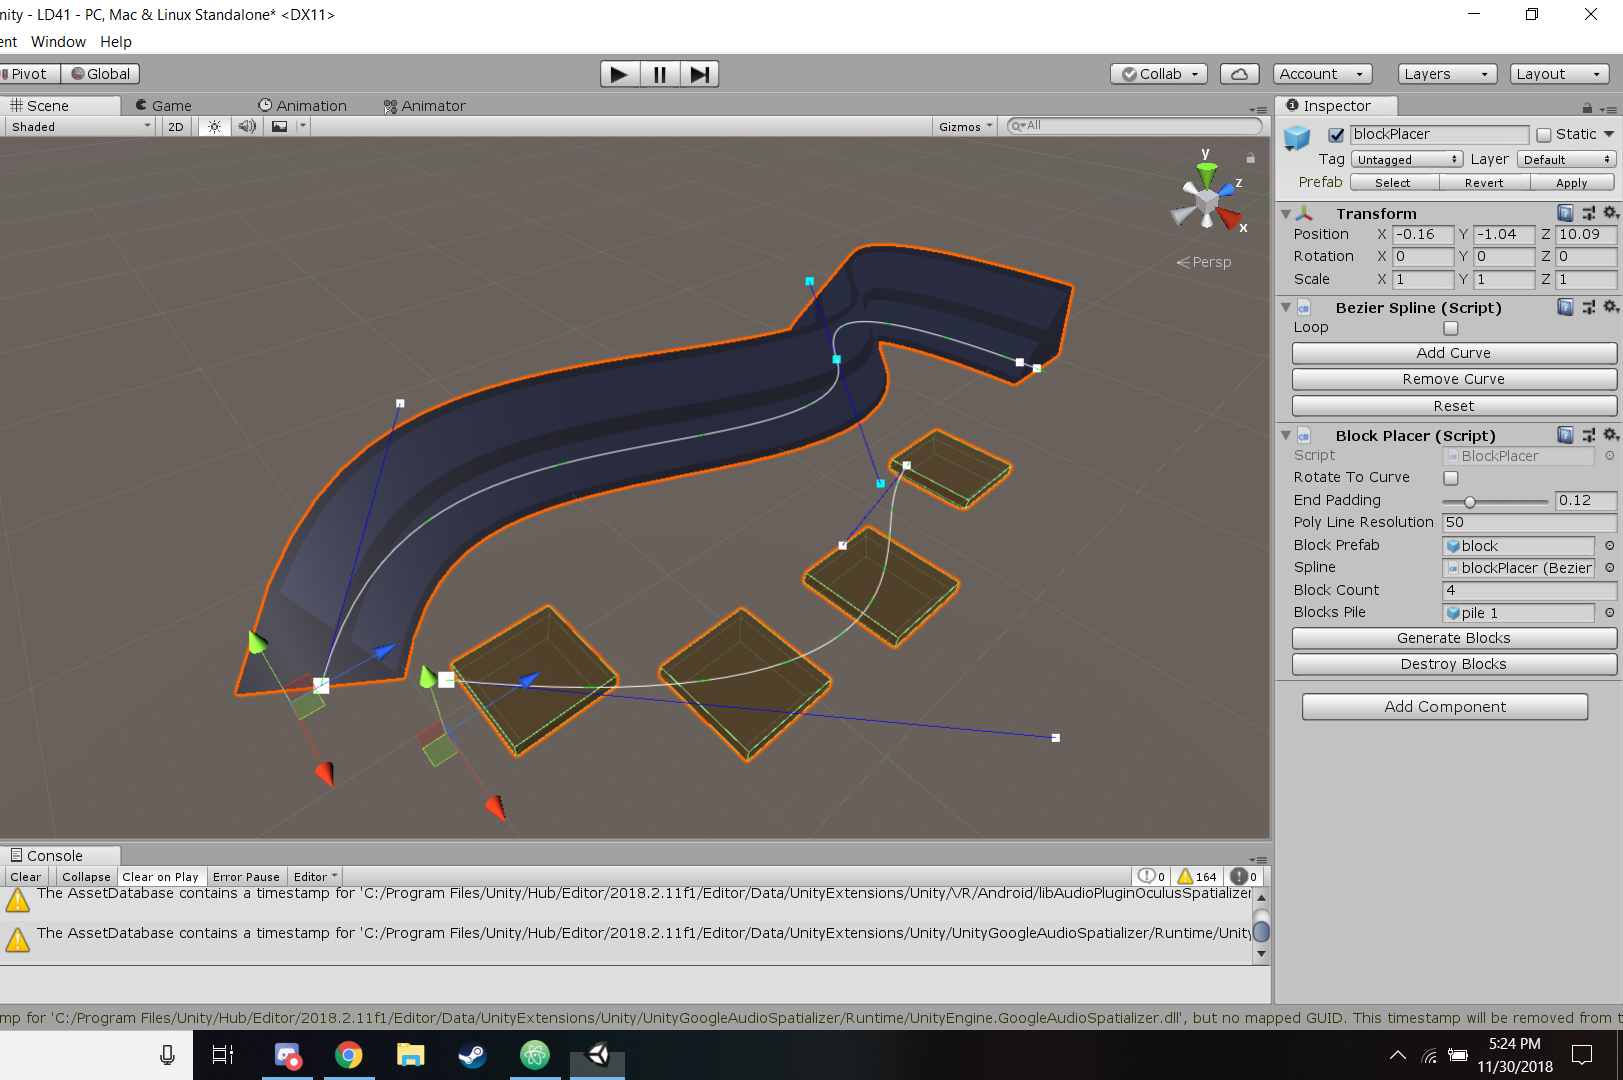 nity - LD41 - PC, Mac & Linux Standalone* <DX11>
ent Window Help
Pivot Global Collab Account Layers Layout
Scene Game Animation Animator
Shaded 2D Gizmos All
y
z
x
Persp
Inspector
blockPlacer Static
Tag Untagged Layer Default
Prefab Select Revert Apply
Transform
Position X -0.16 Y -1.04 Z 10.09
Rotation X 0 Y 0 Z 0
Scale X 1 Y 1 Z 1
Bezier Spline (Script)
Loop
Add Curve
Remove Curve
Reset
Block Placer (Script)
Script BlockPlacer
Rotate To Curve
End Padding 0.12
Poly Line Resolution 50
Block Prefab block
Spline blockPlacer (Bezier
Block Count 4
Blocks Pile pile 1
Generate Blocks
Destroy Blocks
Add Component
Console
Clear Collapse Clear on Play Error Pause Editor 0 164 0
The AssetDatabase contains a timestamp for 'C:/Program Files/Unity/Hub/Editor/2018.2.11f1/Editor/Data/UnityExtensions/Unity/VR/Android/libAudioPluginOculusSpatializer
The AssetDatabase contains a timestamp for 'C:/Program Files/Unity/Hub/Editor/2018.2.11f1/Editor/Data/UnityExtensions/Unity/UnityGoogleAudioSpatializer/Runtime/Unity
mp for 'C:/Program Files/Unity/Hub/Editor/2018.2.11f1/Editor/Data/UnityExtensions/Unity/UnityGoogleAudioSpatializer/Runtime/UnityEngine.GoogleAudioSpatializer.dll', but no mapped GUID. This timestamp will be removed from t
5:24 PM
11/30/2018